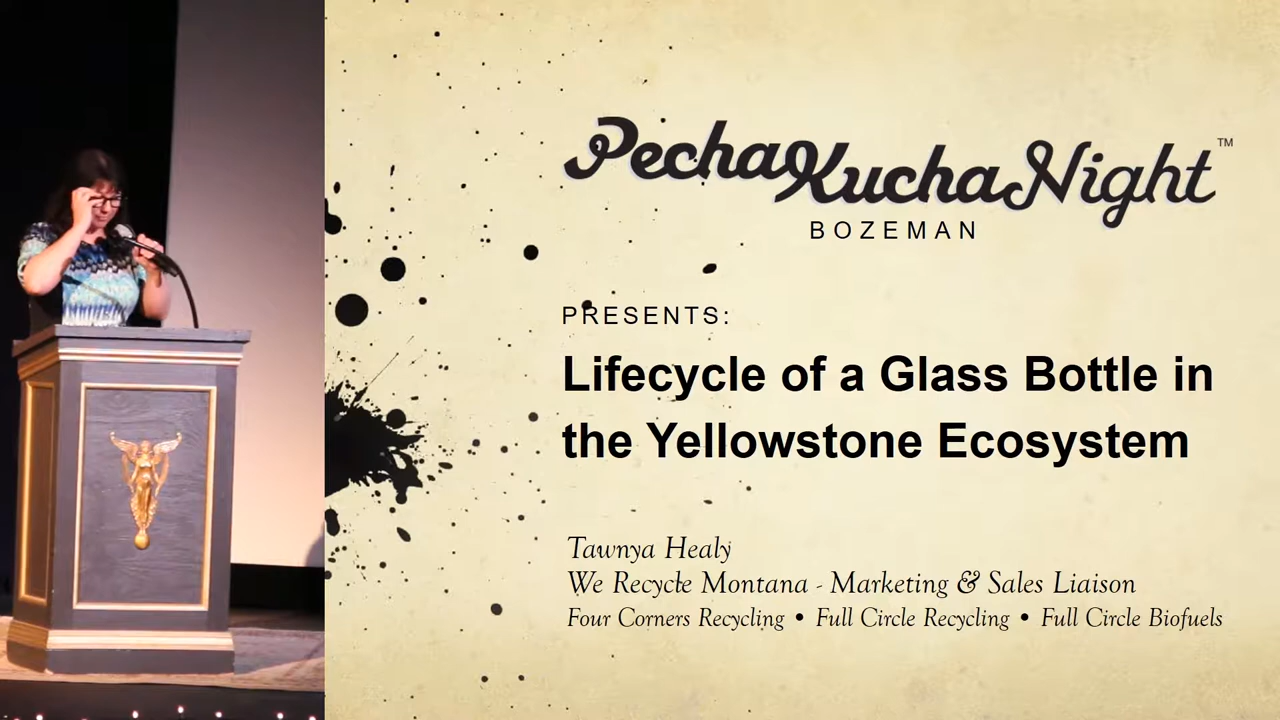 PechaKuchaNight™
BOZEMAN
PRESENTS:
Lifecycle of a Glass Bottle in
the Yellowstone Ecosystem
Tawnya Healy
We Recycle Montana - Marketing & Sales Liaison
Four Corners Recycling • Full Circle Recycling • Full Circle Biofuels